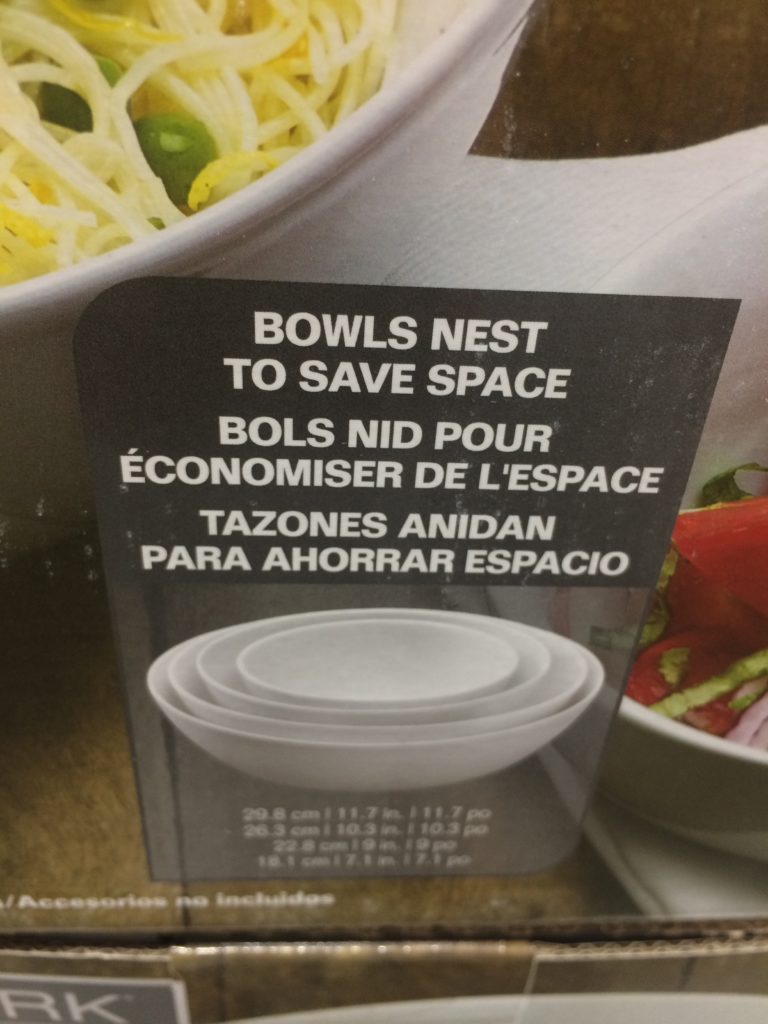 BOWLS NEST
TO SAVE SPACE
BOLS NID POUR
ÉCONOMISER DE L'ESPACE
TAZONES ANIDAN
PARA AHORRAR ESPACIO
29.8 cm | 11.7 in. | 11.7 po
26.3 cm | 10.3 in. | 10.3 po
22.8 cm | 9 in. | 9 po
18.1 cm | 7.1 in. | 7.1 po
/Accesorios no incluidos
RK